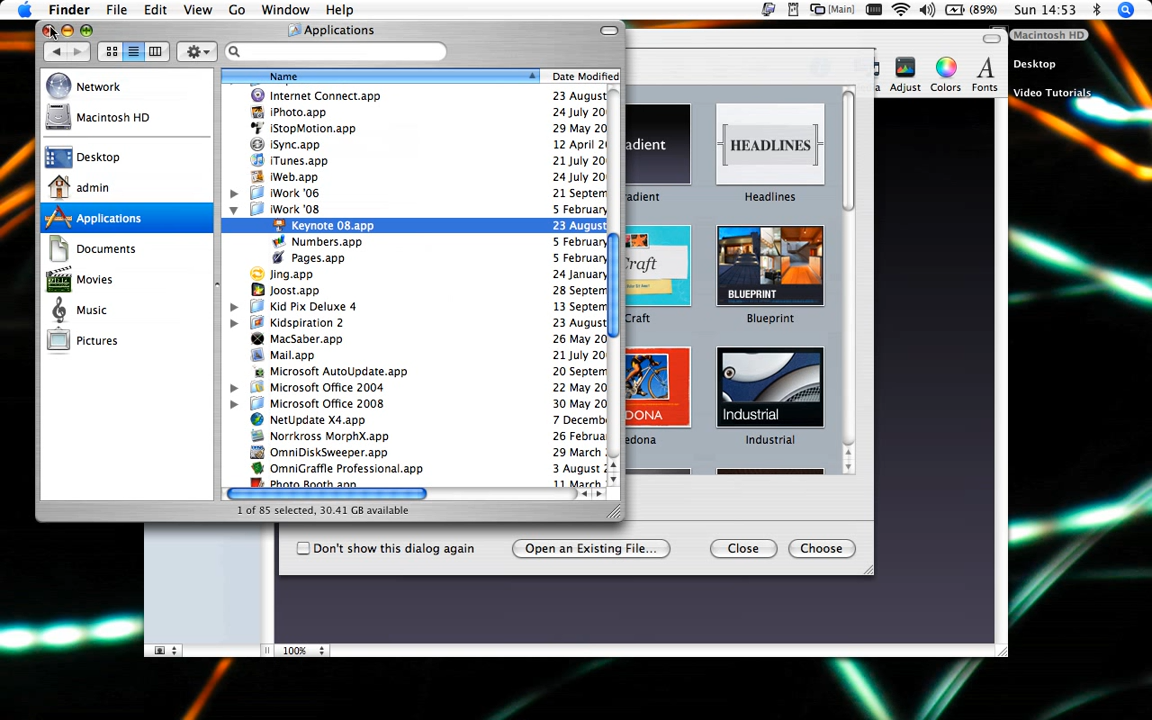 Finder File Edit View Go Window Help [Main] (89%) Sun 14:53
Applications
Macintosh HD
Desktop
Video Tutorials
Adjust Colors Fonts
Name Date Modified
Network
Macintosh HD
Desktop
admin
Applications
Documents
Movies
Music
Pictures
Internet Connect.app 23 August
iPhoto.app 24 July 20
iStopMotion.app 29 May 20
iSync.app 12 April 2
iTunes.app 21 July 20
iWeb.app 24 July 20
iWork '06 21 Septem
iWork '08 5 February
Keynote 08.app 23 August
Numbers.app 5 February
Pages.app 5 February
Jing.app 24 January
Joost.app 28 Septem
Kid Pix Deluxe 4 13 Septem
Kidspiration 2 23 August
MacSaber.app 26 May 20
Mail.app 21 July 20
Microsoft AutoUpdate.app 20 Septem
Microsoft Office 2004 22 May 20
Microsoft Office 2008 30 May 20
NetUpdate X4.app 7 Decemb
Norrkross MorphX.app 26 Februa
OmniDiskSweeper.app 29 March
OmniGraffle Professional.app 3 August 2
Photo Booth.app 11 March
1 of 85 selected, 30.41 GB available
adient
HEADLINES
adient Headlines
Craft
BLUEPRINT
Craft Blueprint
DONA
Industrial
edona Industrial
Don't show this dialog again
Open an Existing File...
Close
Choose
100%